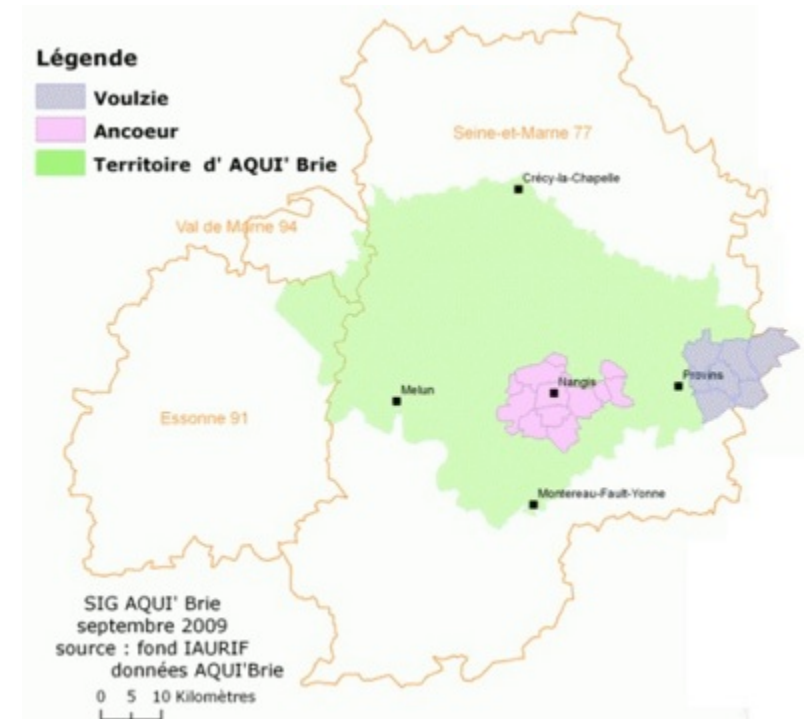 Légende
Voulzie
Ancoeur
Territoire d' AQUI' Brie
Seine-et-Marne 77
Crécy-la-Chapelle
Val de Marne 94
Provins
Nangis
Melun
Essonne 91
Montereau-Fault-Yonne
SIG AQUI' Brie
septembre 2009
source : fond IAURIF
données AQUI'Brie
0 5 10 Kilomètres